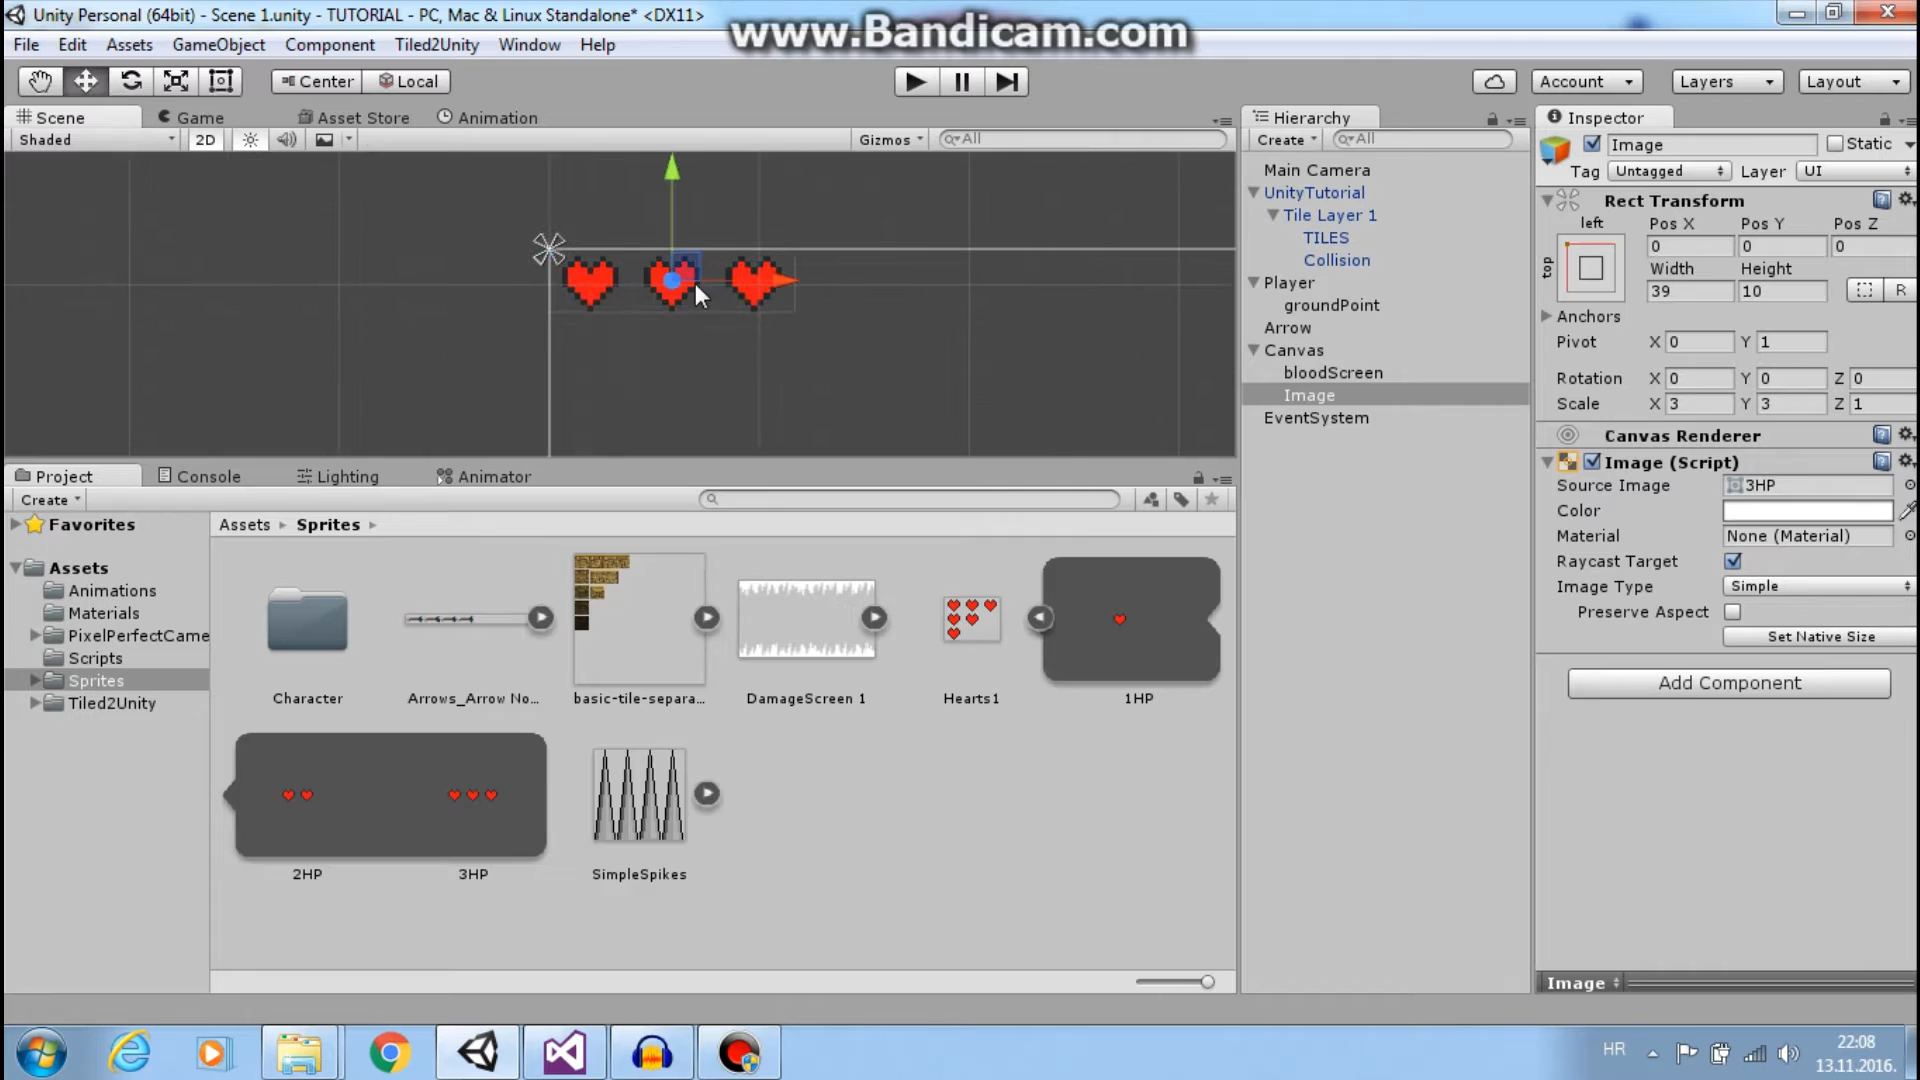 Unity Personal (64bit) - Scene 1.unity - TUTORIAL - PC, Mac & Linux Standalone* <DX11>
www.Bandicam.com
File Edit Assets GameObject Component Tiled2Unity Window Help
Center Local Account Layers Layout
Scene Game Asset Store Animation
Shaded 2D Gizmos All
Hierarchy
Create All
Main Camera
UnityTutorial
Tile Layer 1
TILES
Collision
Player
groundPoint
Arrow
Canvas
bloodScreen
Image
EventSystem
Inspector
Image Static
Tag Untagged Layer UI
Rect Transform
left Pos X Pos Y Pos Z
top 0 0 0
Width Height
39 10 R
Anchors
Pivot X 0 Y 1
Rotation X 0 Y 0 Z 0
Scale X 3 Y 3 Z 1
Canvas Renderer
Image (Script)
Source Image 3HP
Color
Material None (Material)
Raycast Target
Image Type Simple
Preserve Aspect
Set Native Size
Add Component
Image
Project Console Lighting Animator
Create
Favorites
Assets
Animations
Materials
PixelPerfectCame
Scripts
Sprites
Tiled2Unity
Assets Sprites
Character Arrows_Arrow No... basic-tile-separa... DamageScreen 1 Hearts1 1HP
2HP 3HP SimpleSpikes
HR 22:08
13.11.2016.